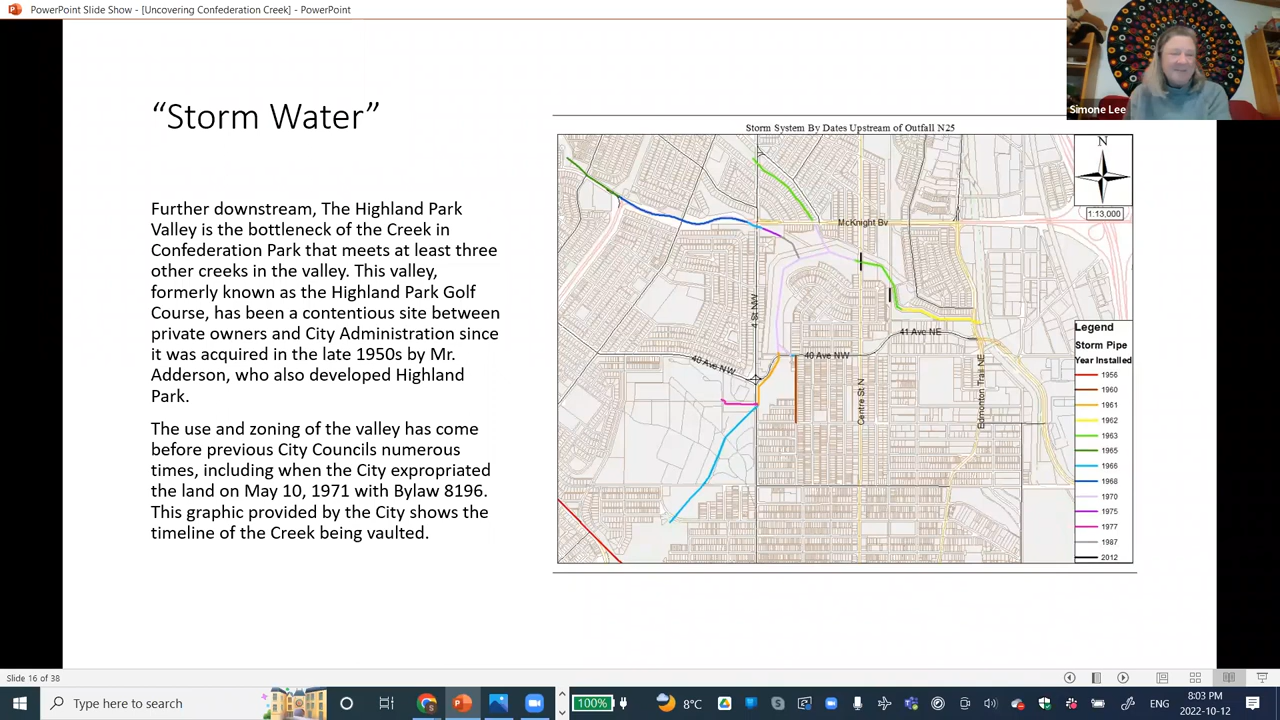 PowerPoint Slide Show - [Uncovering Confederation Creek] - PowerPoint
Simone Lee
“Storm Water”
Further downstream, The Highland Park
Valley is the bottleneck of the Creek in
Confederation Park that meets at least three
other creeks in the valley. This valley,
formerly known as the Highland Park Golf
Course, has been a contentious site between
private owners and City Administration since
it was acquired in the late 1950s by Mr.
Adderson, who also developed Highland
Park.
The use and zoning of the valley has come
before previous City Councils numerous
times, including when the City expropriated
the land on May 10, 1971 with Bylaw 8196.
This graphic provided by the City shows the
timeline of the Creek being vaulted.
Storm System By Dates Upstream of Outfall N25
N
1:13,000
McKnight Bv
4 St NW
41 Ave NE
40 Ave NW
40 Ave NW
Centre St N
Edmonton Trail NE
Legend
Storm Pipe
Year Installed
1956
1960
1961
1962
1963
1965
1966
1968
1970
1975
1977
1987
2012
Slide 16 of 38
Type here to search
100%
8°C
ENG
8:03 PM
2022-10-12